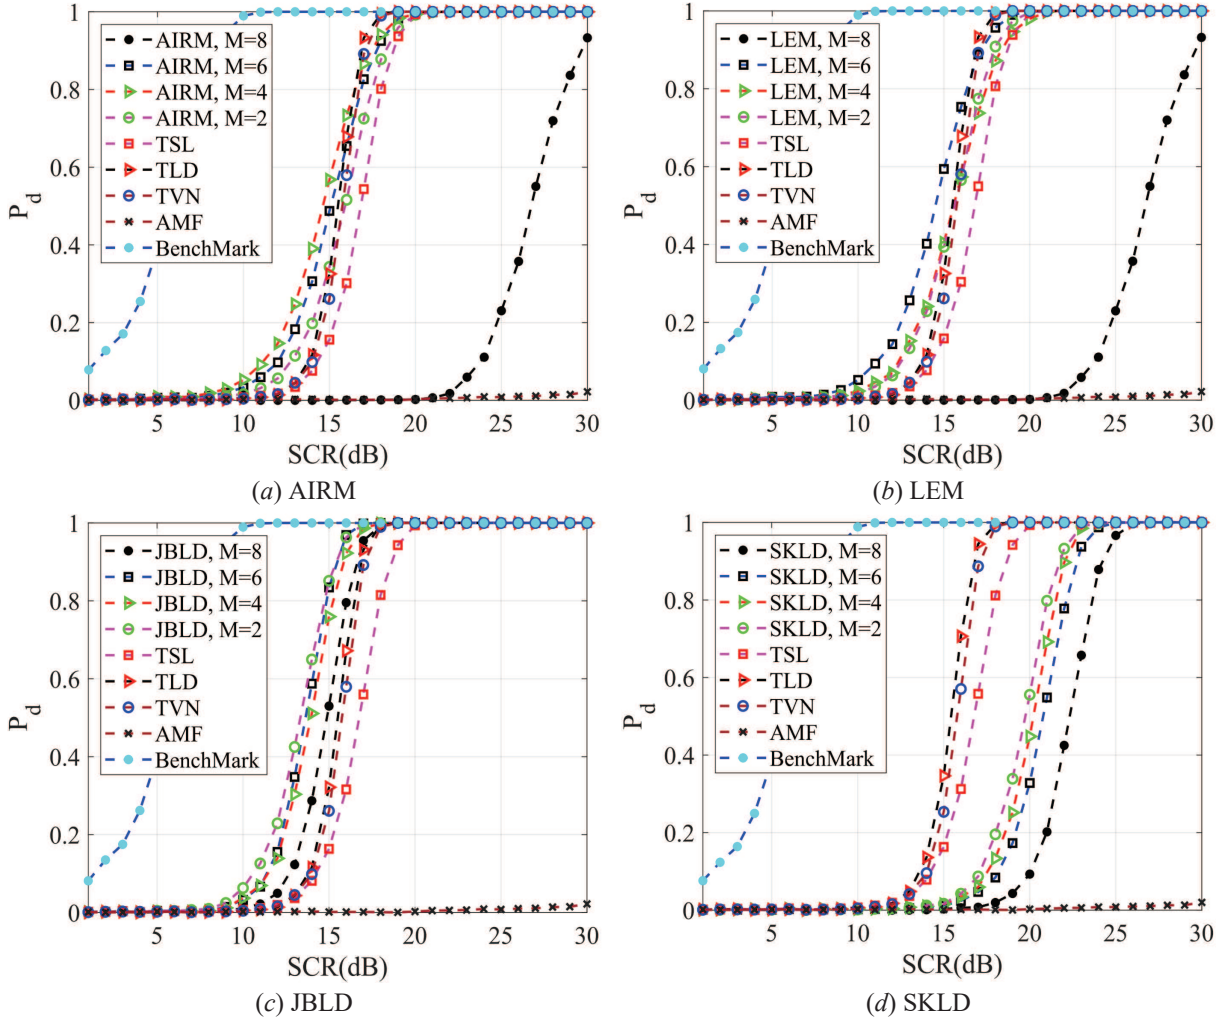 1
0.8
0.6
0.4
0.2
0
P_d
AIRM, M=8
AIRM, M=6
AIRM, M=4
AIRM, M=2
TSL
TLD
TVN
AMF
BenchMark
5 10 15 20 25 30
SCR(dB)
(a) AIRM
1
0.8
0.6
0.4
0.2
0
P_d
LEM, M=8
LEM, M=6
LEM, M=4
LEM, M=2
TSL
TLD
TVN
AMF
BenchMark
5 10 15 20 25 30
SCR(dB)
(b) LEM
1
0.8
0.6
0.4
0.2
0
P_d
JBLD, M=8
JBLD, M=6
JBLD, M=4
JBLD, M=2
TSL
TLD
TVN
AMF
BenchMark
5 10 15 20 25 30
SCR(dB)
(c) JBLD
1
0.8
0.6
0.4
0.2
0
P_d
SKLD, M=8
SKLD, M=6
SKLD, M=4
SKLD, M=2
TSL
TLD
TVN
AMF
BenchMark
5 10 15 20 25 30
SCR(dB)
(d) SKLD